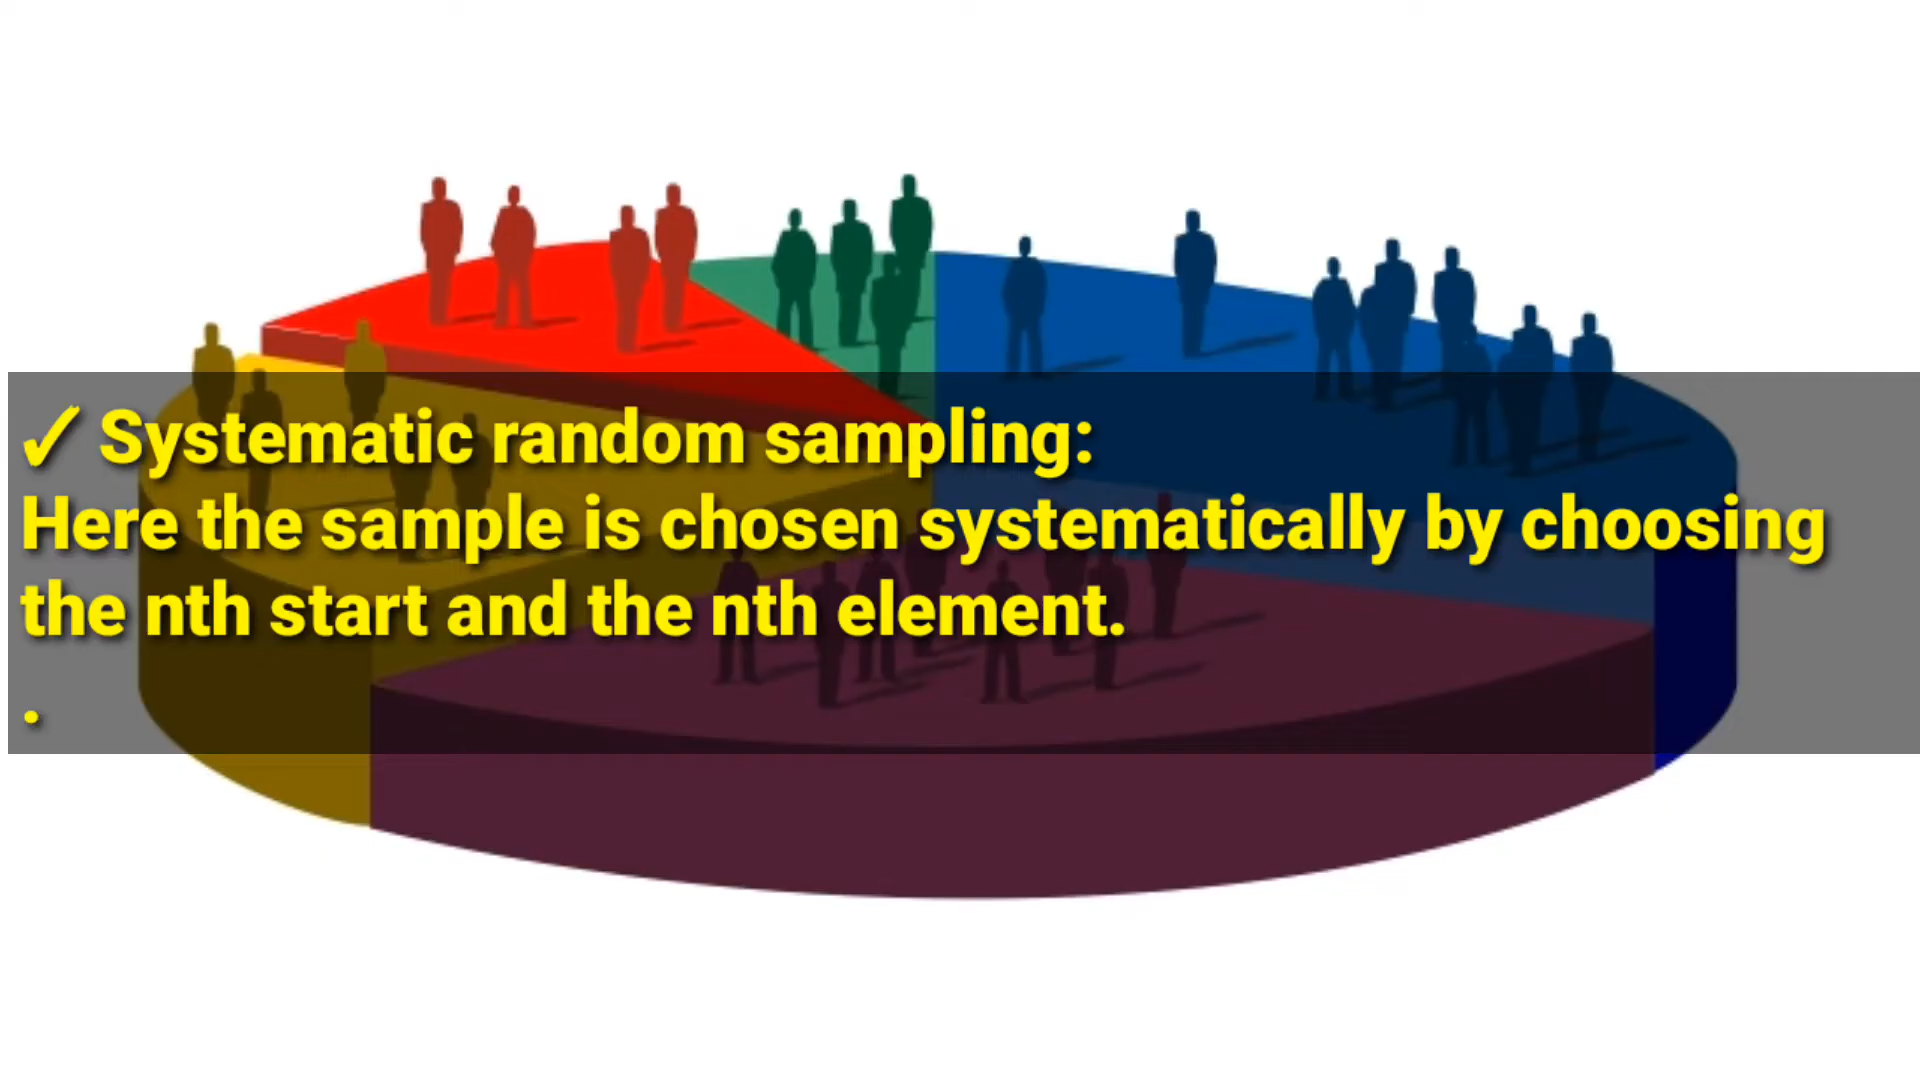 ✓ Systematic random sampling:
Here the sample is chosen systematically by choosing
the nth start and the nth element.
.